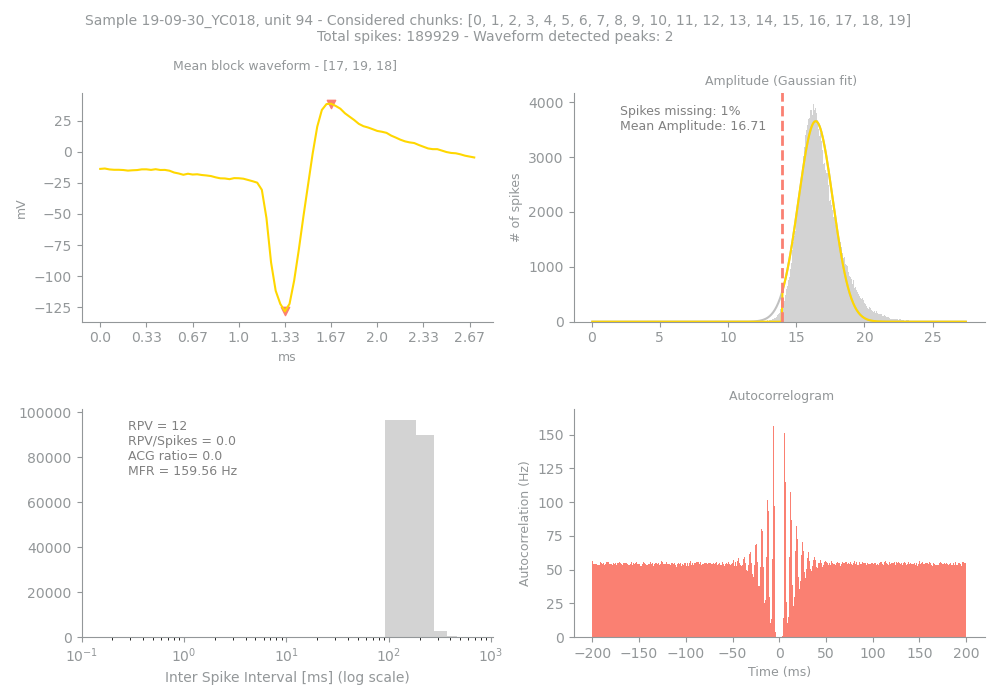 Sample 19-09-30_YC018, unit 94 - Considered chunks: [0, 1, 2, 3, 4, 5, 6, 7, 8, 9, 10, 11, 12, 13, 14, 15, 16, 17, 18, 19]
Total spikes: 189929 - Waveform detected peaks: 2
Mean block waveform - [17, 19, 18]
25
0
−25
−50
−75
−100
−125
mV
0.0 0.33 0.67 1.0 1.33 1.67 2.0 2.33 2.67
ms
Amplitude (Gaussian fit)
Spikes missing: 1%
Mean Amplitude: 16.71
4000
3000
2000
1000
0
# of spikes
0 5 10 15 20 25
RPV = 12
RPV/Spikes = 0.0
ACG ratio= 0.0
MFR = 159.56 Hz
100000
80000
60000
40000
20000
0
10⁻¹ 10⁰ 10¹ 10² 10³
Inter Spike Interval [ms] (log scale)
Autocorrelogram
150
125
100
75
50
25
0
Autocorrelation (Hz)
−200 −150 −100 −50 0 50 100 150 200
Time (ms)